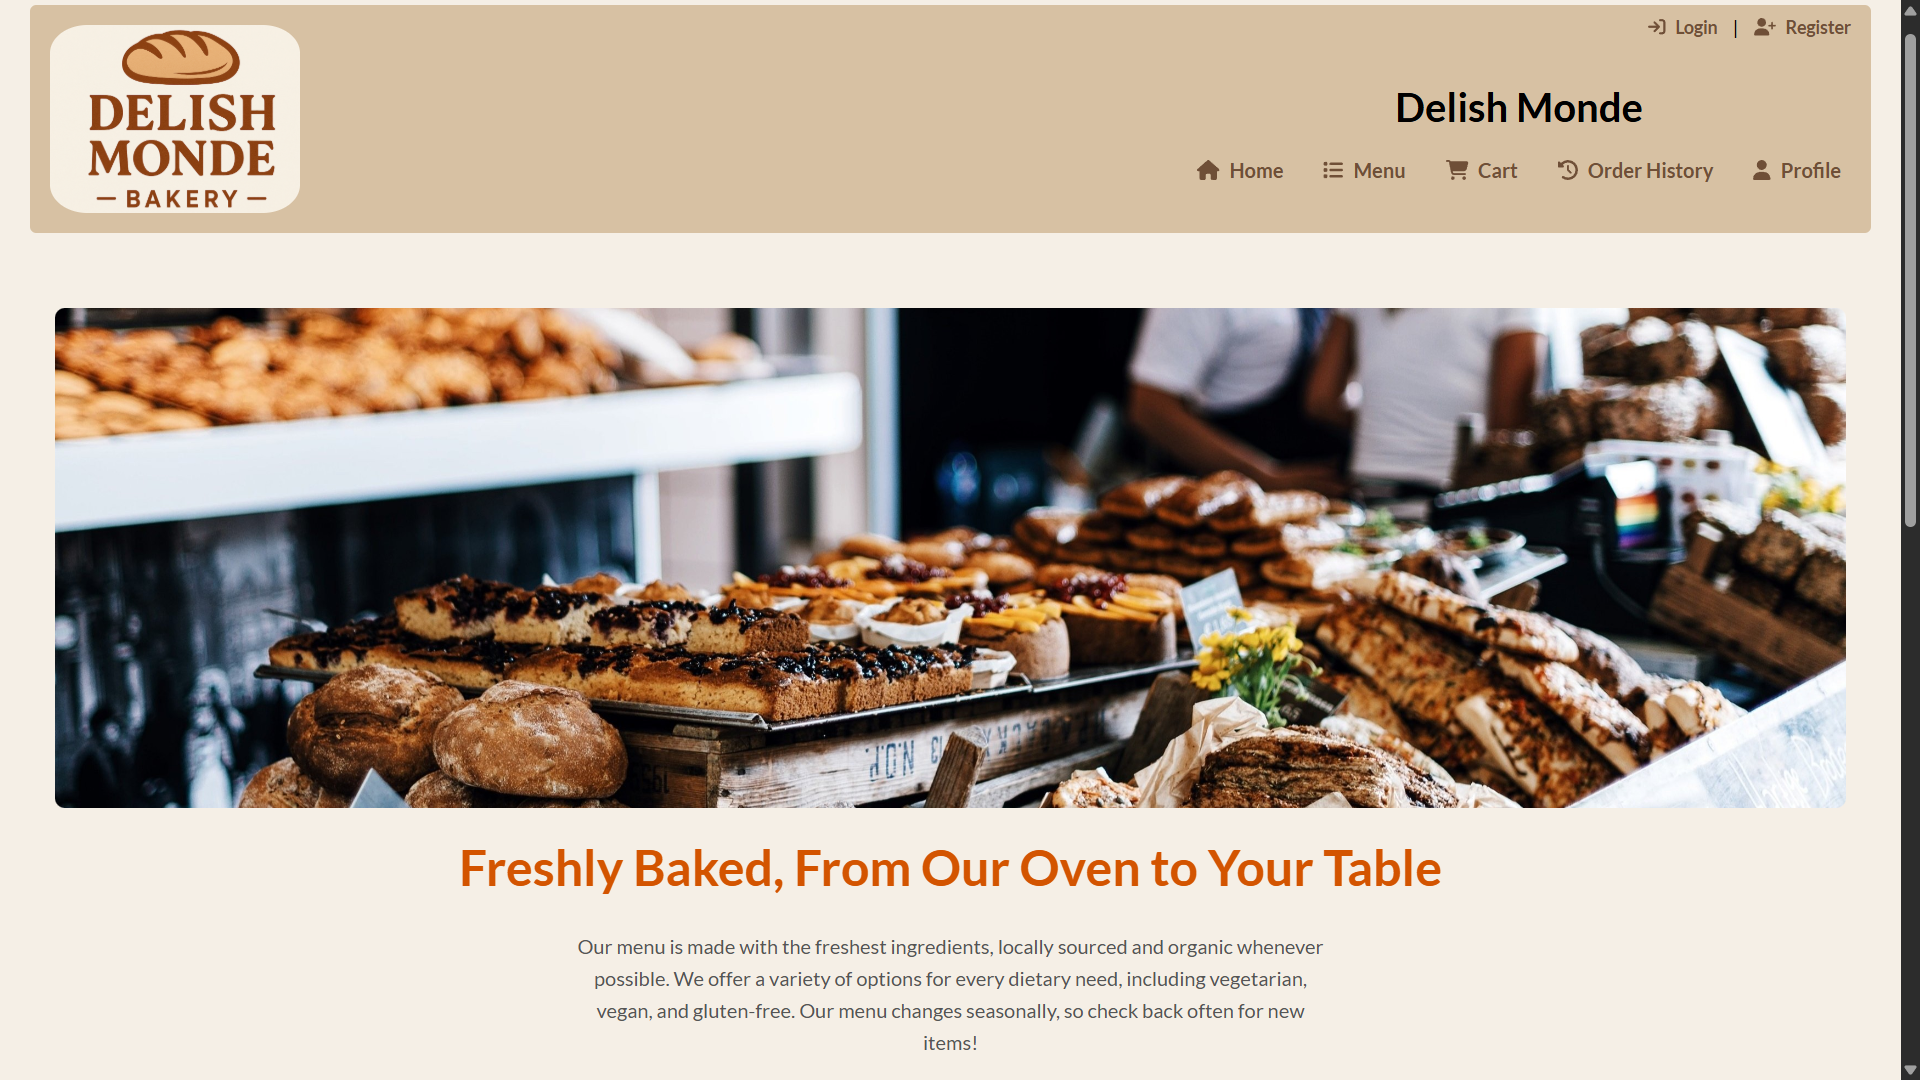 DELISH
MONDE
BAKERY
Login | Register
Delish Monde
Home Menu Cart Order History Profile
Freshly Baked, From Our Oven to Your Table
Our menu is made with the freshest ingredients, locally sourced and organic whenever
possible. We offer a variety of options for every dietary need, including vegetarian,
vegan, and gluten-free. Our menu changes seasonally, so check back often for new
items!